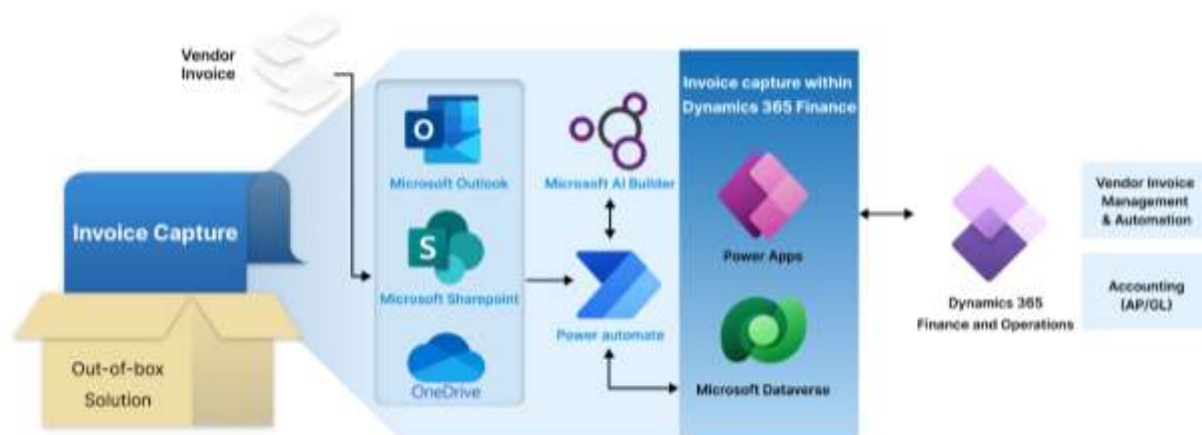 Vendor
Invoice
Invoice Capture
Out-of-box
Solution
O
Microsoft Outlook
S
Microsoft Sharepoint
OneDrive
Microsoft AI Builder
Power automate
Invoice capture within
Dynamics 365 Finance
Power Apps
Microsoft Dataverse
Dynamics 365
Finance and Operations
Vendor Invoice
Management
& Automation
Accounting
(AP/GL)